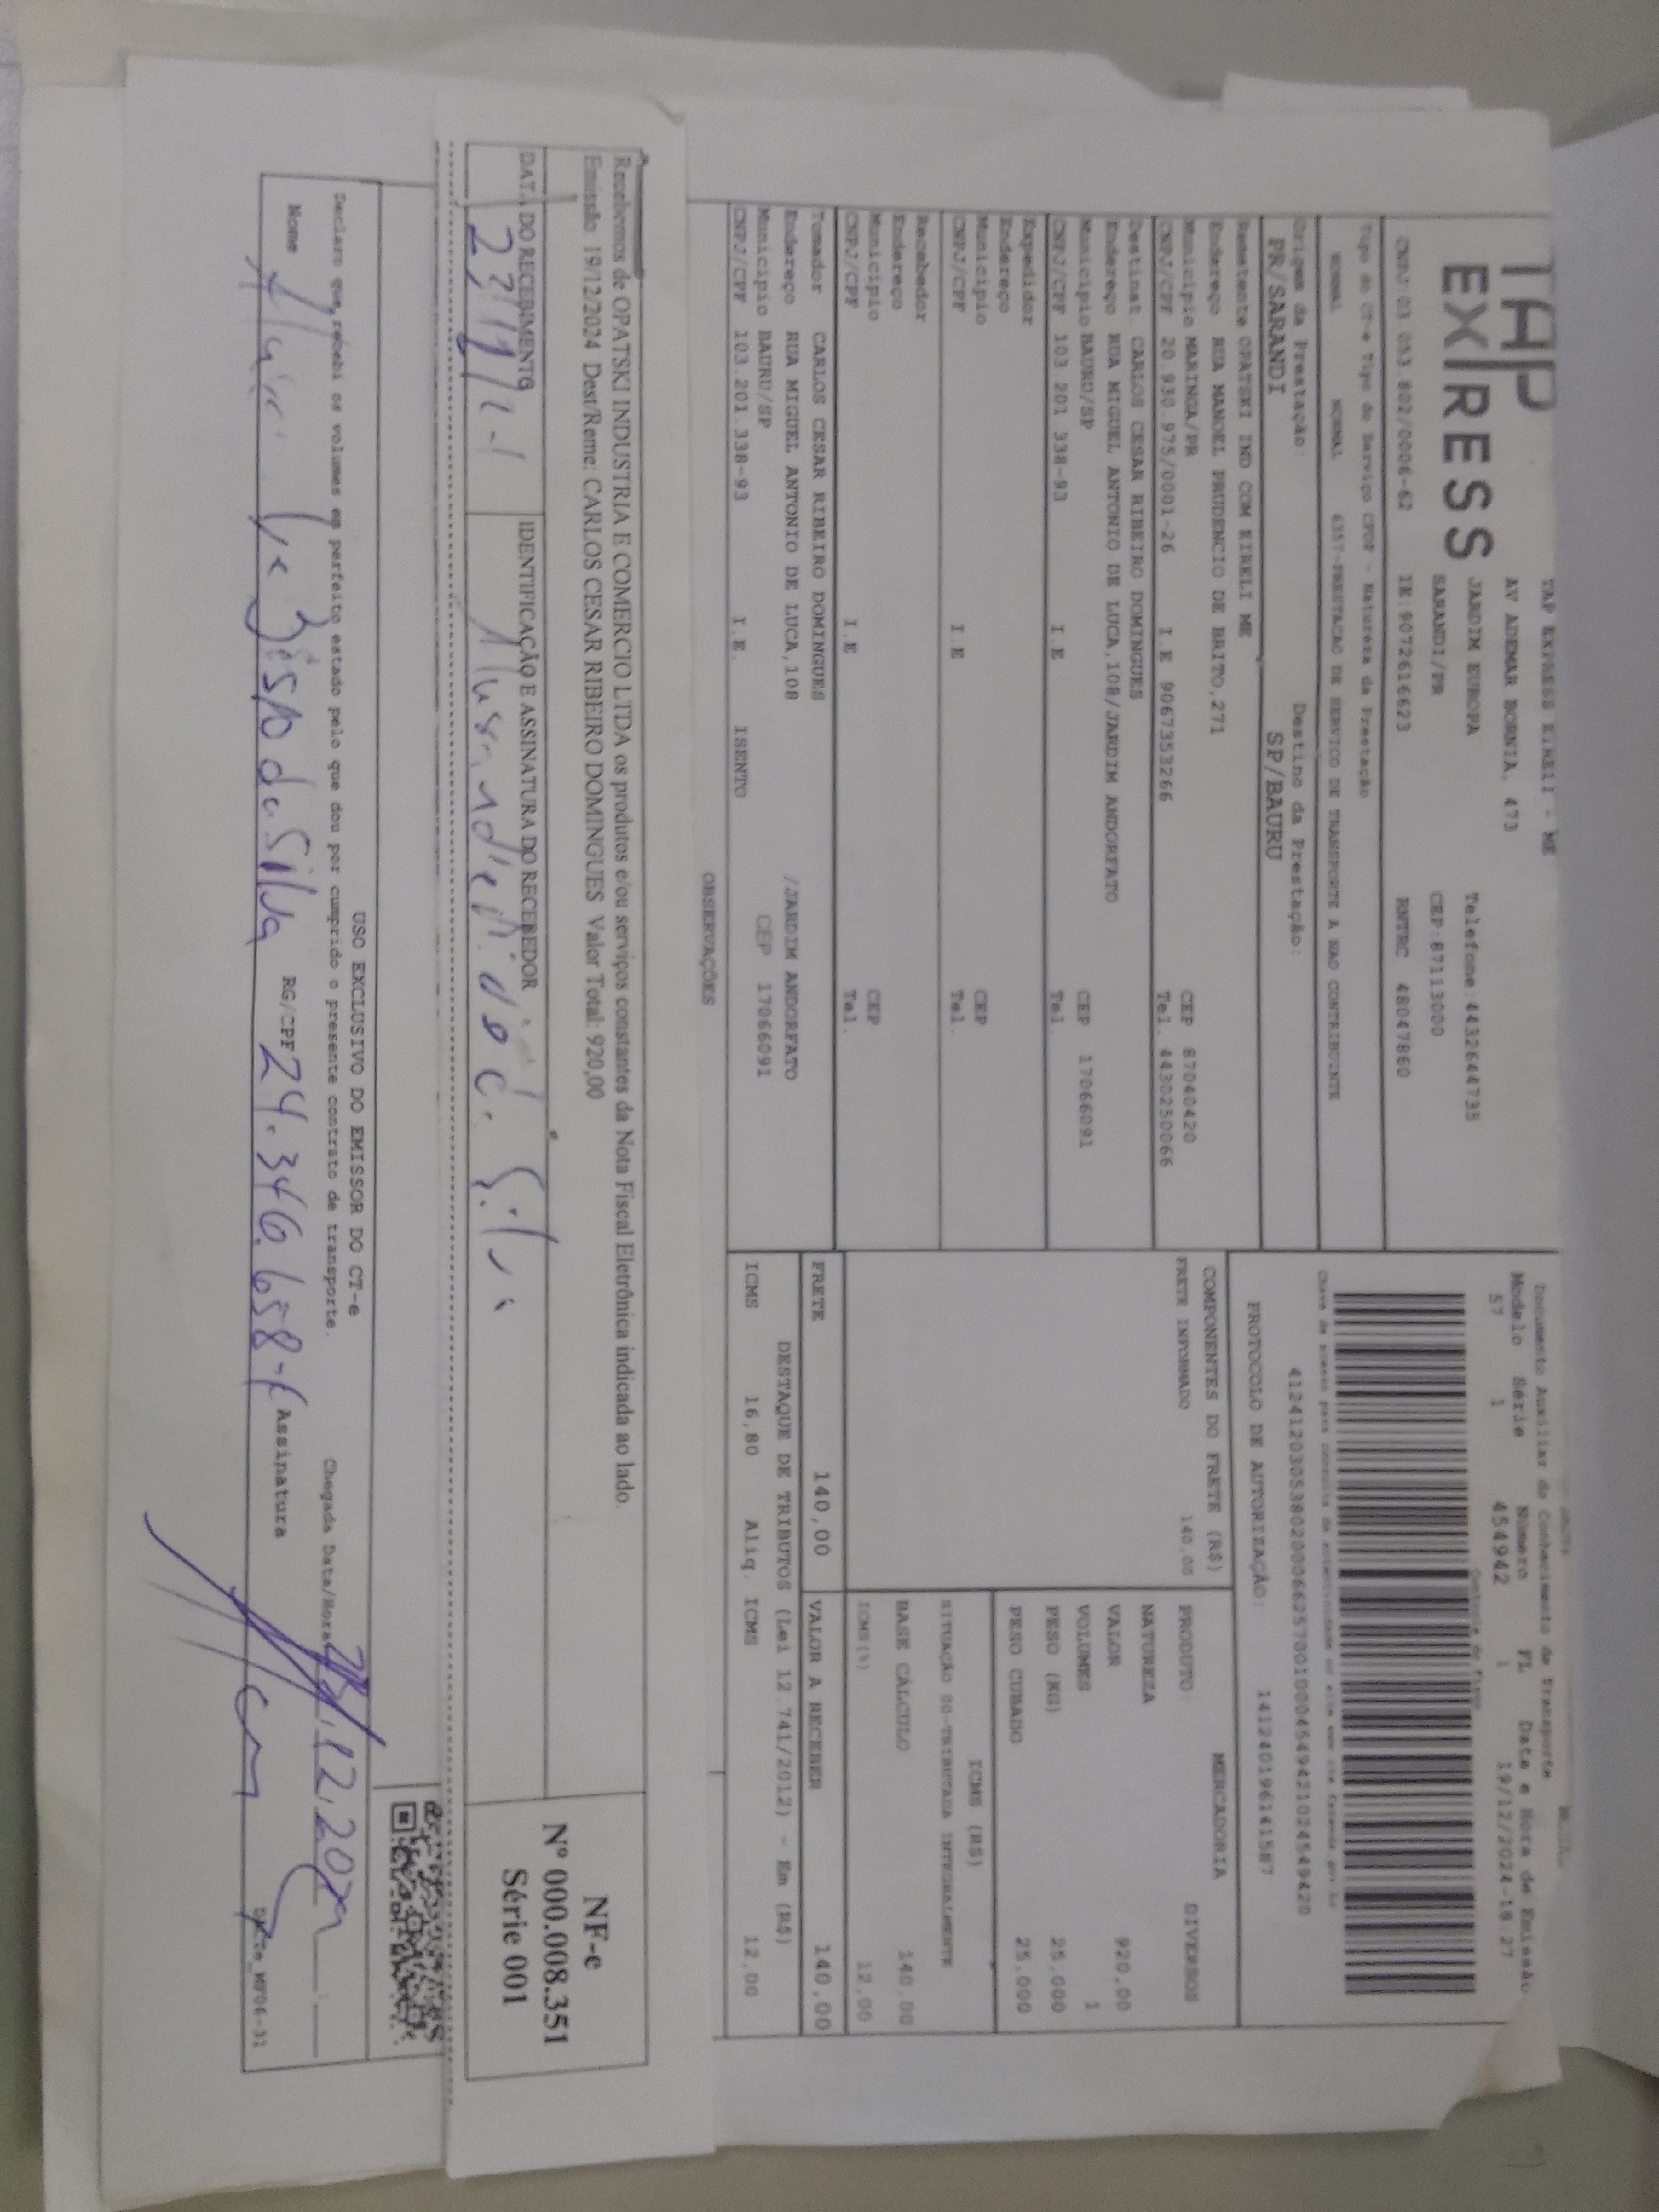 TAP EXPRESS
TAP EXPRESS EIRELI - ME
AV ADEMAR BORNIA, 473
JARDIM EUROPA Telefone:4432644735
SARANDI/PR CEP:87113000
CNPJ 03 053 802/0006-62 IE:9072616623 RNTRC 48047860
Tipo do CT-e Tipo do Serviço CFOP - Natureza da Prestação
NORMAL NORMAL 6357-PRESTACAO DE SERVICO DE TRANSPORTE A NAO CONTRIBUINTE
Origem da Prestação: Destino da Prestação:
PR/SARANDI SP/BAURU
Remetente OPATSKI IND COM EIRELI ME
Endereço RUA MANOEL PRUDENCIO DE BRITO,271
Município MARINGA/PR CEP 87040420
CNPJ/CPF 20 930 975/0001-26 I E 9067353266 Tel. 443025006​6
Destinat. CARLOS CESAR RIBEIRO DOMINGUES
Endereço RUA MIGUEL ANTONIO DE LUCA,108/JARDIM ANDORFATO
Município BAURU/SP CEP 17066091
CNPJ/CPF 103 201 338-93 I E Tel
Expedidor
Endereço
Município CEP
CNPJ/CPF I E Tel
Recebedor
Endereço
Município CEP
CNPJ/CPF I.E Tel.
Tomador CARLOS CESAR RIBEIRO DOMINGUES
Endereço RUA MIGUEL ANTONIO DE LUCA,108 /JARDIM ANDORFATO
Município BAURU/SP CEP 17066091
CNPJ/CPF 103.201.338-93 I.E. ISENTO
Documento Auxiliar do Conhecimento de Transporte
Modelo Série Número FL Data e Hora de Emissão
57 1 454942 1 19/12/2024-18 27
Controle do Fisco
PROTOCOLO DE AUTORIZAÇÃO: 141240196141587
COMPONENTES DO FRETE (R$)
FRETE INFORMADO 140,00
MERCADORIA
PRODUTO: DIVERSOS
NATUREZA
VALOR 920,00
VOLUMES 1
PESO (KG) 25.000
PESO CUBADO 25.000
ICMS (R$)
SITUAÇÃO 00-TRIBUTADA INTEGRALMENTE
BASE CÁLCULO 140,00
ICMS(%) 12,00
FRETE 140,00 VALOR A RECEBER 140,00
DESTAQUE DE TRIBUTOS (Lei 12.741/2012) - Em (R$)
ICMS 16,80 Aliq. ICMS 12,00
OBSERVAÇÕES
Recebemos de OPATSKI INDUSTRIA E COMERCIO LTDA os produtos e/ou serviços constantes da Nota Fiscal Eletrônica indicada ao lado.
Emissão 19/12/2024 Dest/Reme: CARLOS CESAR RIBEIRO DOMINGUES Valor Total: 920,00
DATA DO RECEBIMENTO IDENTIFICAÇÃO E ASSINATURA DO RECEBEDOR
NF-e
Nº 000.008.351
Série 001
USO EXCLUSIVO DO EMISSOR DO CT-e
Declaro que recebi os volumes em perfeito estado pelo que dou por cumprido o presente contrato de transporte. Chegada Data/Hora
Nome da Silva RG/CPF 24.346.658- Assinatura